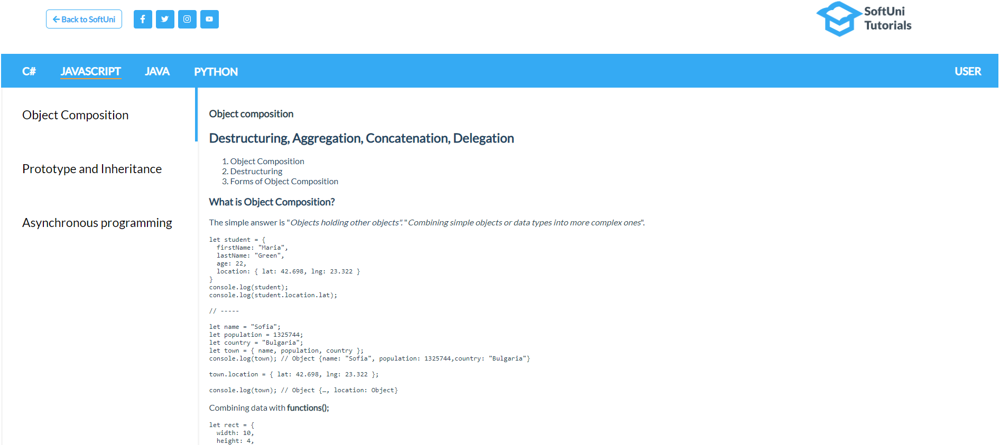 Back to SoftUni
SoftUni
Tutorials
C# JAVASCRIPT JAVA PYTHON USER
Object Composition
Prototype and Inheritance
Asynchronous programming
Object composition
Destructuring, Aggregation, Concatenation, Delegation
1. Object Composition
2. Destructuring
3. Forms of Object Composition
What is Object Composition?
The simple answer is "Objects holding other objects". "Combining simple objects or data types into more complex ones".
let student = {
  firstName: "Maria",
  lastName: "Green",
  age: 22,
  location: { lat: 42.698, lng: 23.322 }
}
console.log(student);
console.log(student.location.lat);
// -----
let name = "Sofia";
let population = 1325744;
let country = "Bulgaria";
let town = { name, population, country };
console.log(town); // Object {name: "Sofia", population: 1325744,country: "Bulgaria"}
town.location = { lat: 42.698, lng: 23.322 };
console.log(town); // Object {…, location: Object}
Combining data with functions();
let rect = {
  width: 10,
  height: 4,